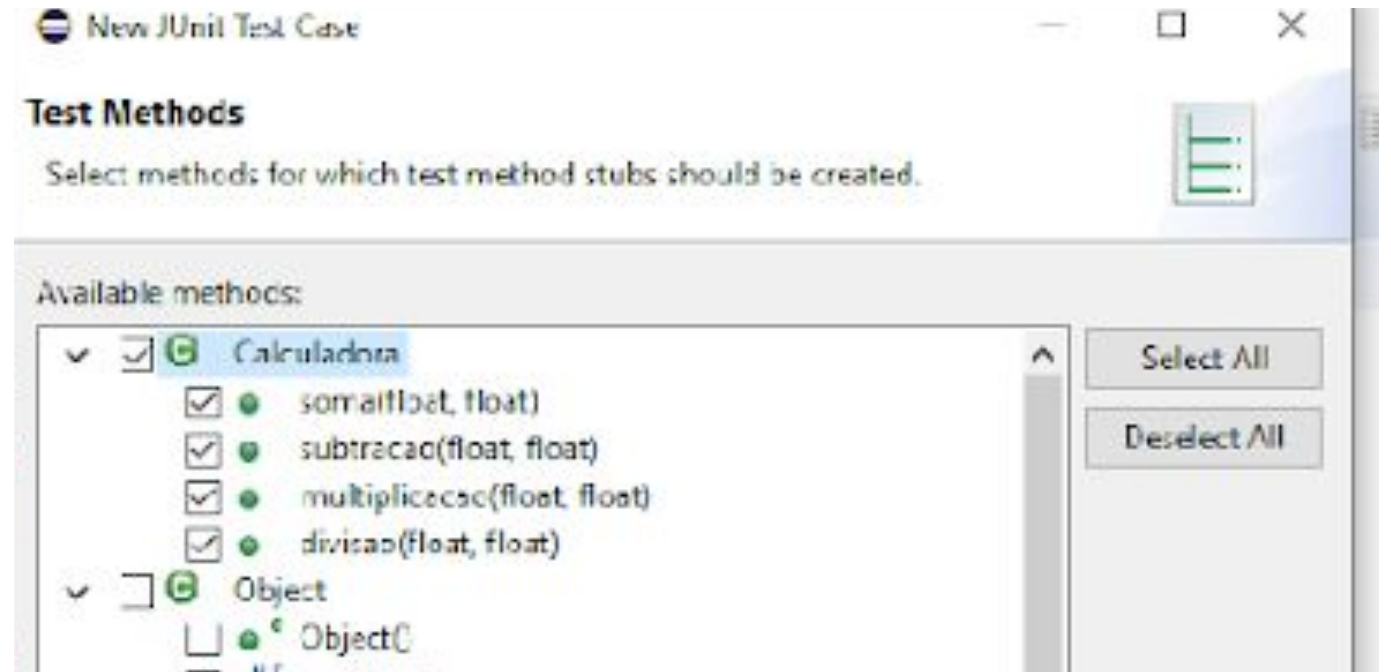 New JUnit Test Case
Test Methods
Select methods for which test method stubs should be created.
Available methods:
Calculadora
soma(float, float)
subtracao(float, float)
multiplicacao(float, float)
divisao(float, float)
Object
Object()
Select All
Deselect All